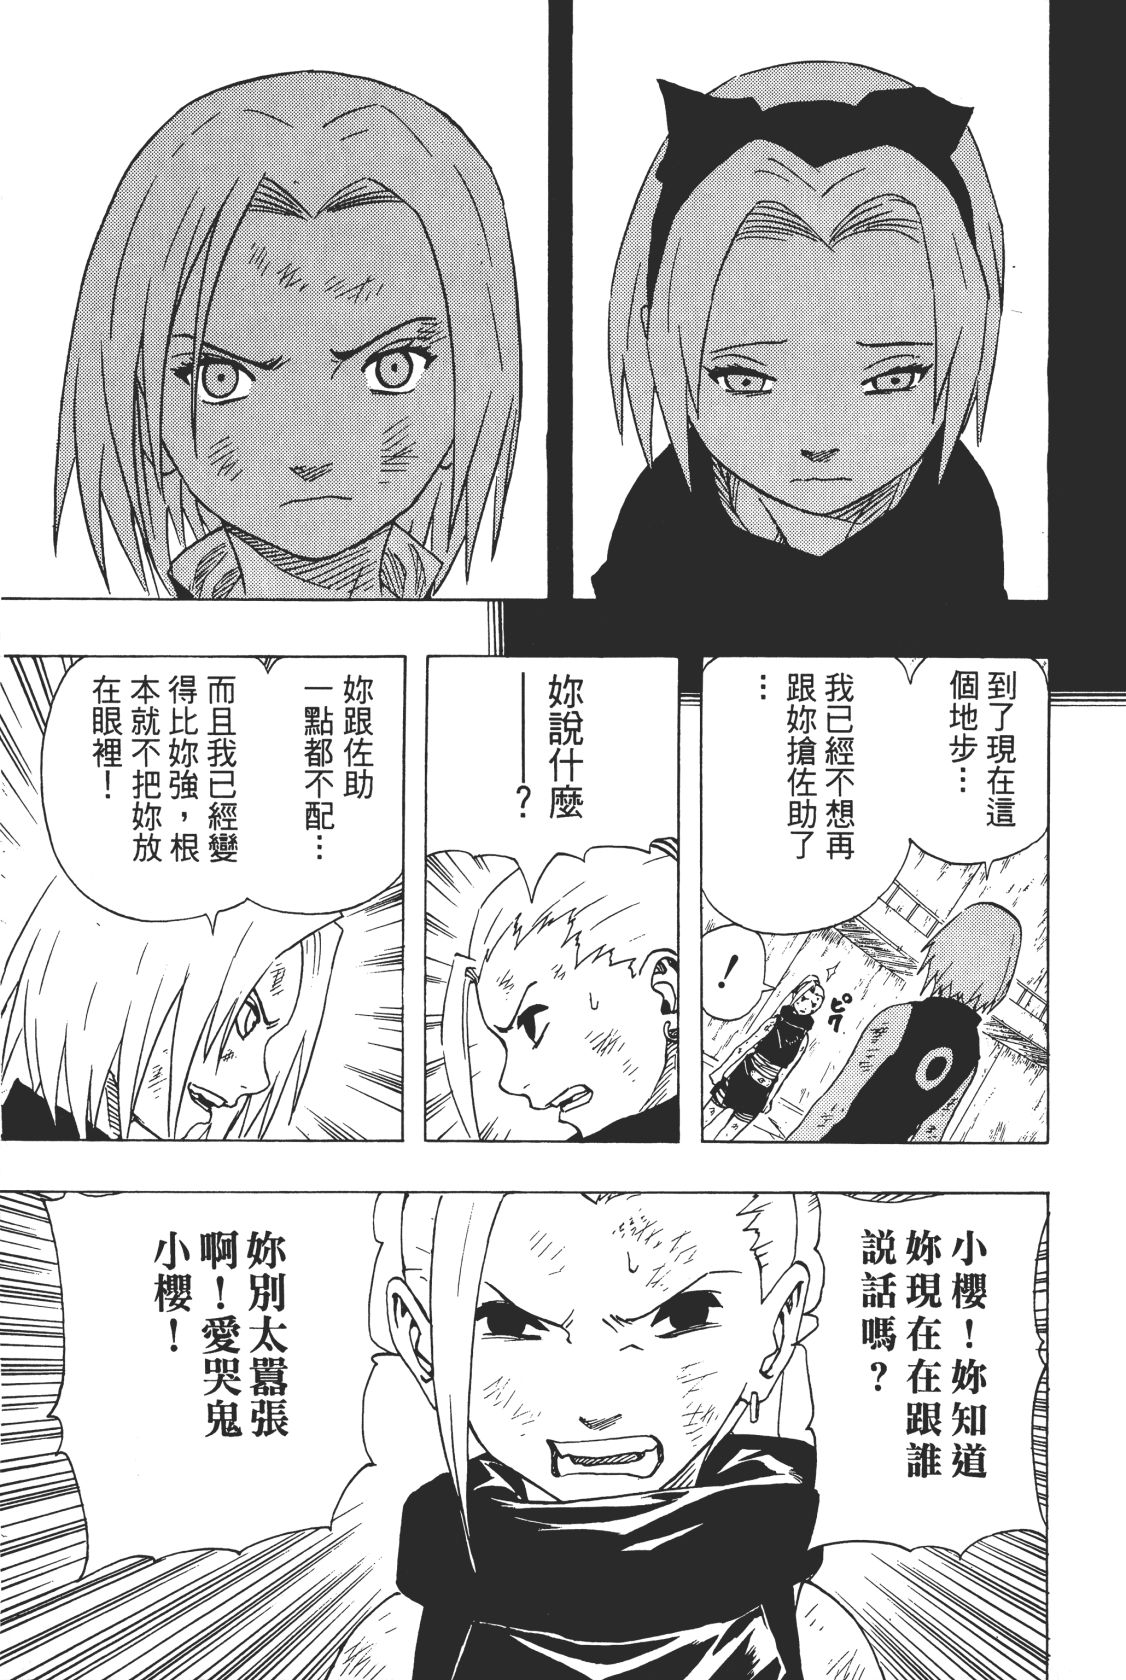 到了現在這
個地步…
我已經不想再
跟妳搶佐助了
…
！
ピク
妳說什麼
——？
妳跟佐助
一點都不配…
而且我已經變
得比妳強，根
本就不把妳放
在眼裡！
小櫻！妳知道
妳現在在跟誰
説話嗎？
妳別太囂張
啊！愛哭鬼
小櫻！